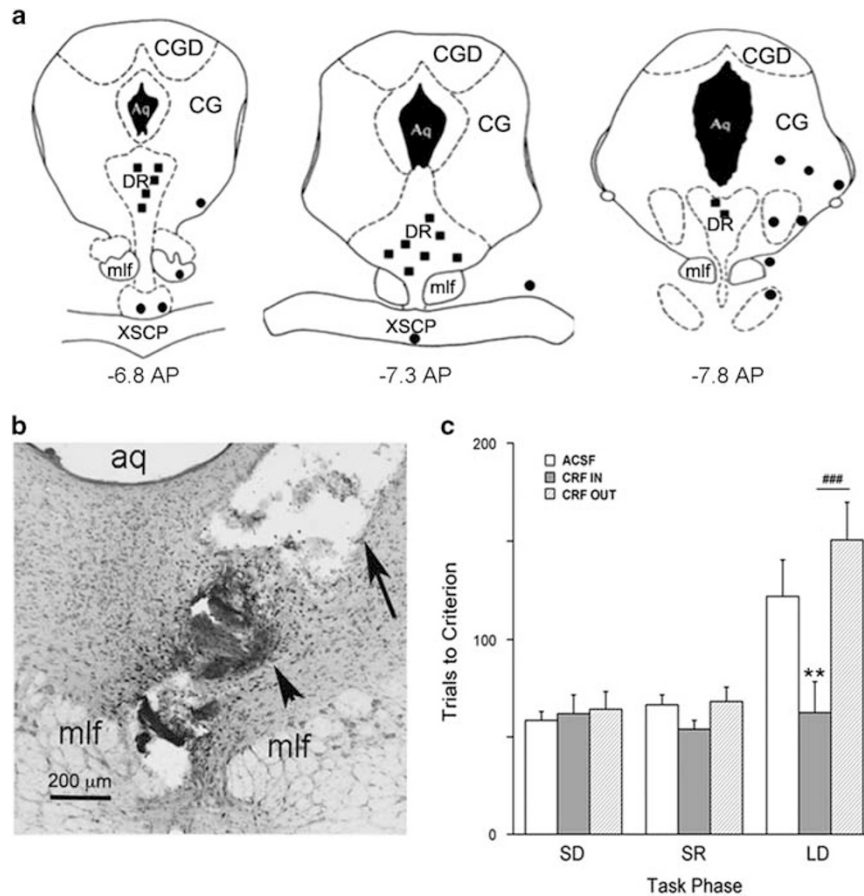 a
CGD
Aq
CG
DR
mlf
XSCP
-6.8 AP
CGD
Aq
CG
DR
mlf
XSCP
-7.3 AP
CGD
Aq
CG
DR
mlf
-7.8 AP
b
aq
mlf
mlf
200 μm
c
200
100
0
Trials to Criterion
ACSF
CRF IN
CRF OUT
###
**
SD
SR
LD
Task Phase